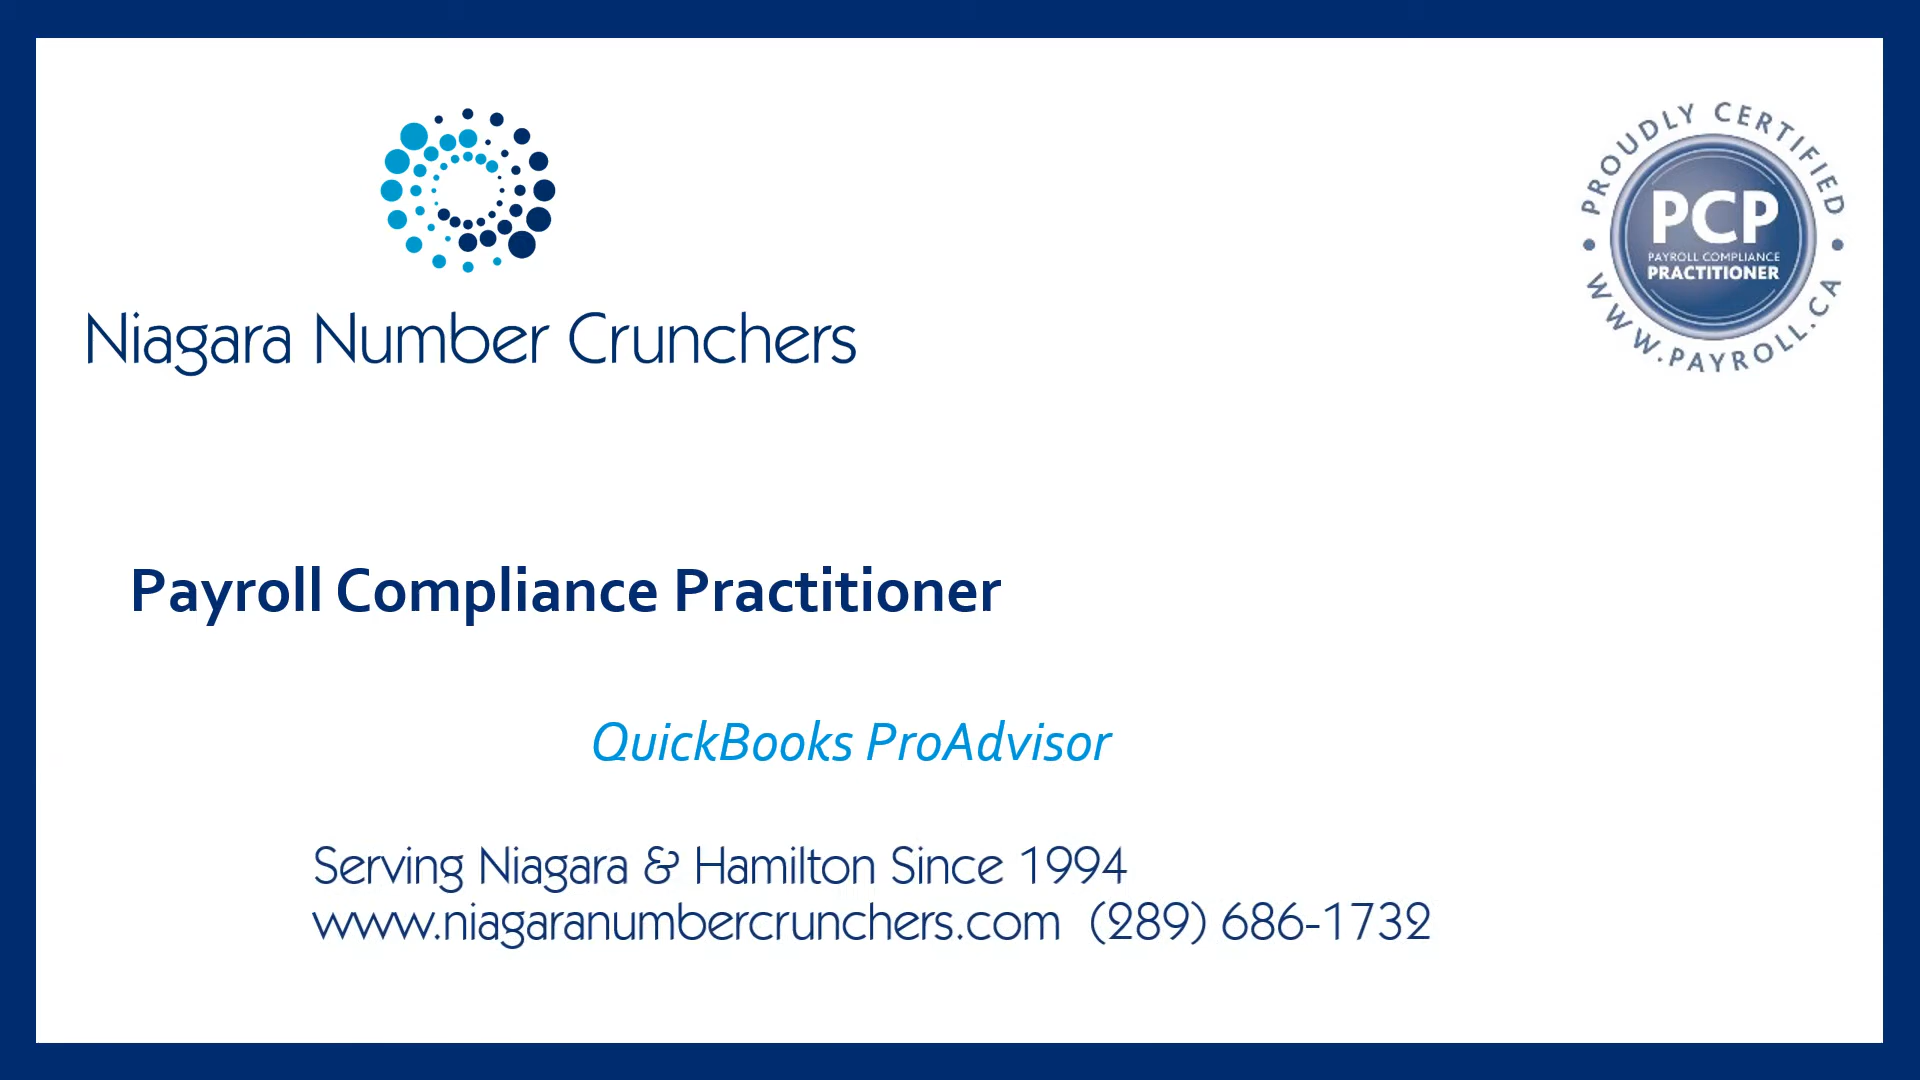 Niagara Number Crunchers
PROUDLY CERTIFIED
PCP
PAYROLL COMPLIANCE
PRACTITIONER
WWW.PAYROLL.CA
Payroll Compliance Practitioner
QuickBooks ProAdvisor
Serving Niagara & Hamilton Since 1994
www.niagaranumbercrunchers.com (289) 686-1732